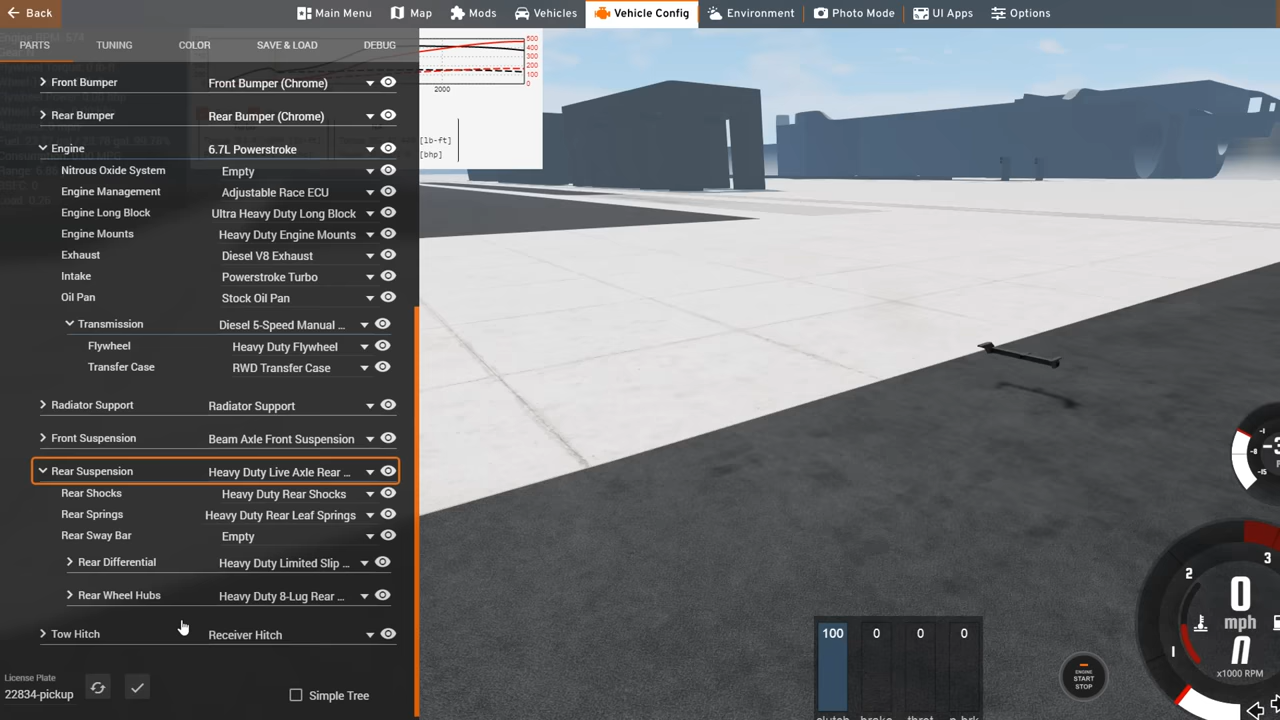 Back
Main Menu
Map
Mods
Vehicles
Vehicle Config
Environment
Photo Mode
UI Apps
Options
PARTS
TUNING
COLOR
SAVE & LOAD
DEBUG
Front Bumper
Front Bumper (Chrome)
Rear Bumper
Rear Bumper (Chrome)
Engine
6.7L Powerstroke
Nitrous Oxide System
Empty
Engine Management
Adjustable Race ECU
Engine Long Block
Ultra Heavy Duty Long Block
Engine Mounts
Heavy Duty Engine Mounts
Exhaust
Diesel V8 Exhaust
Intake
Powerstroke Turbo
Oil Pan
Stock Oil Pan
Transmission
Diesel 5-Speed Manual ...
Flywheel
Heavy Duty Flywheel
Transfer Case
RWD Transfer Case
Radiator Support
Radiator Support
Front Suspension
Beam Axle Front Suspension
Rear Suspension
Heavy Duty Live Axle Rear ...
Rear Shocks
Heavy Duty Rear Shocks
Rear Springs
Heavy Duty Rear Leaf Springs
Rear Sway Bar
Empty
Rear Differential
Heavy Duty Limited Slip ...
Rear Wheel Hubs
Heavy Duty 8-Lug Rear ...
Tow Hitch
Receiver Hitch
License Plate
22834-pickup
Simple Tree
500
400
300
200
100
0
2000
[lb-ft]
[bhp]
100
0
0
0
ENGINE
START
STOP
1
2
3
0
mph
x1000 RPM